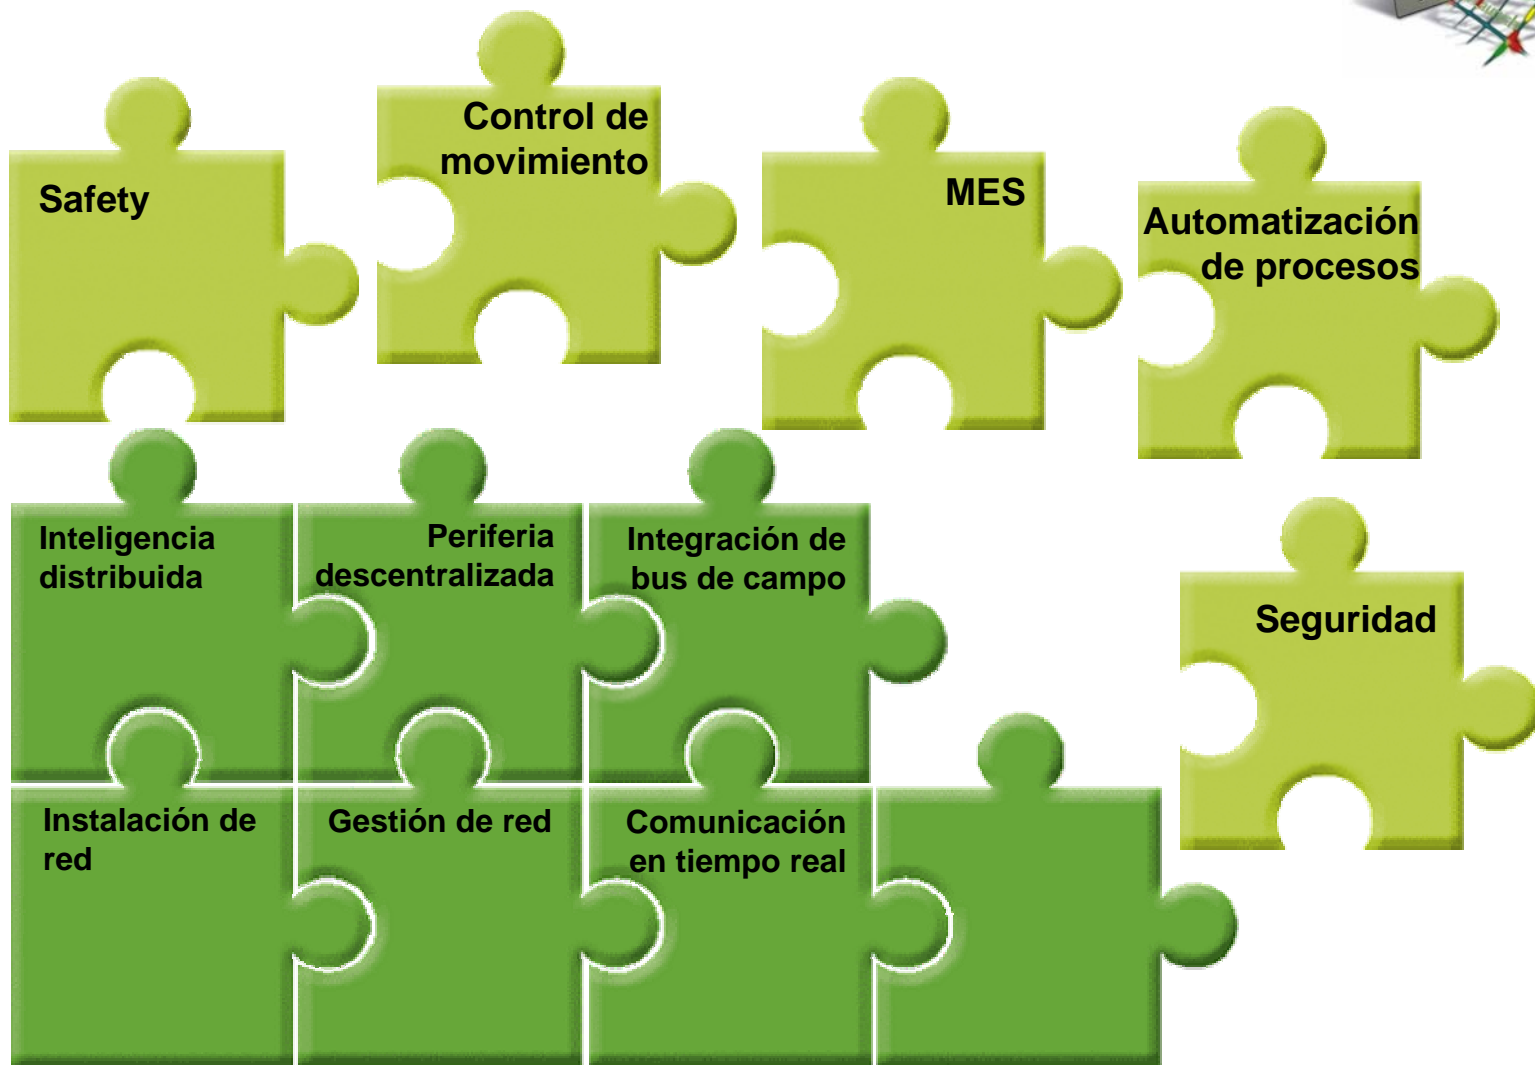 Safety
Control de
movimiento
MES
Automatización
de procesos
Inteligencia
distribuida
Periferia
descentralizada
Integración de
bus de campo
Seguridad
Instalación de
red
Gestión de red
Comunicación
en tiempo real